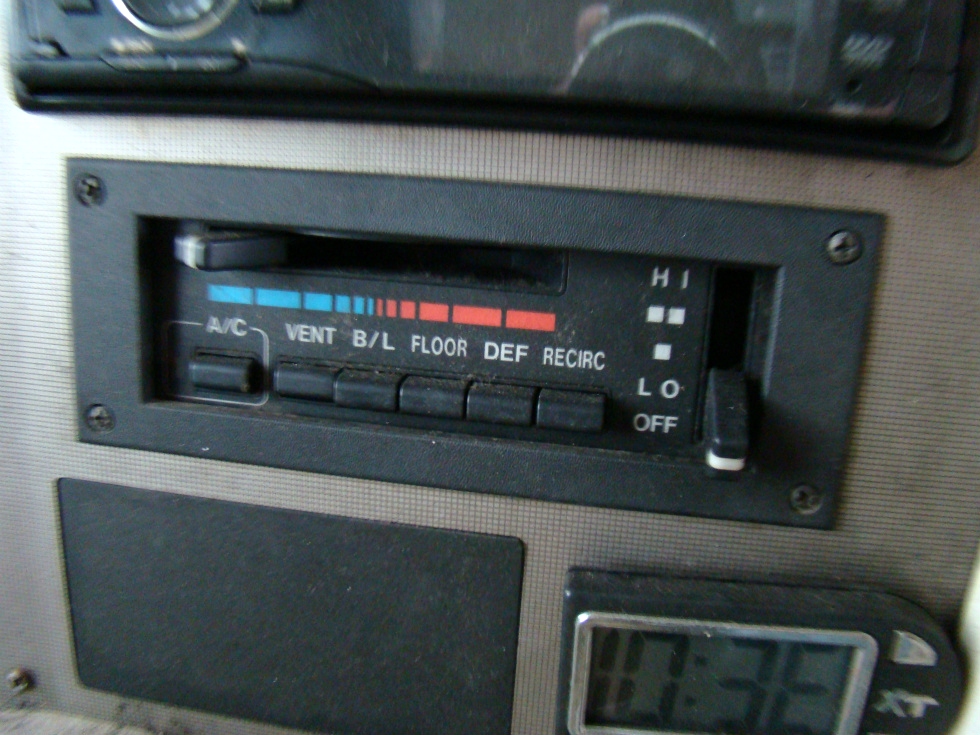 HI
A/C VENT B/L FLOOR DEF RECIRC
LO
OFF
XT